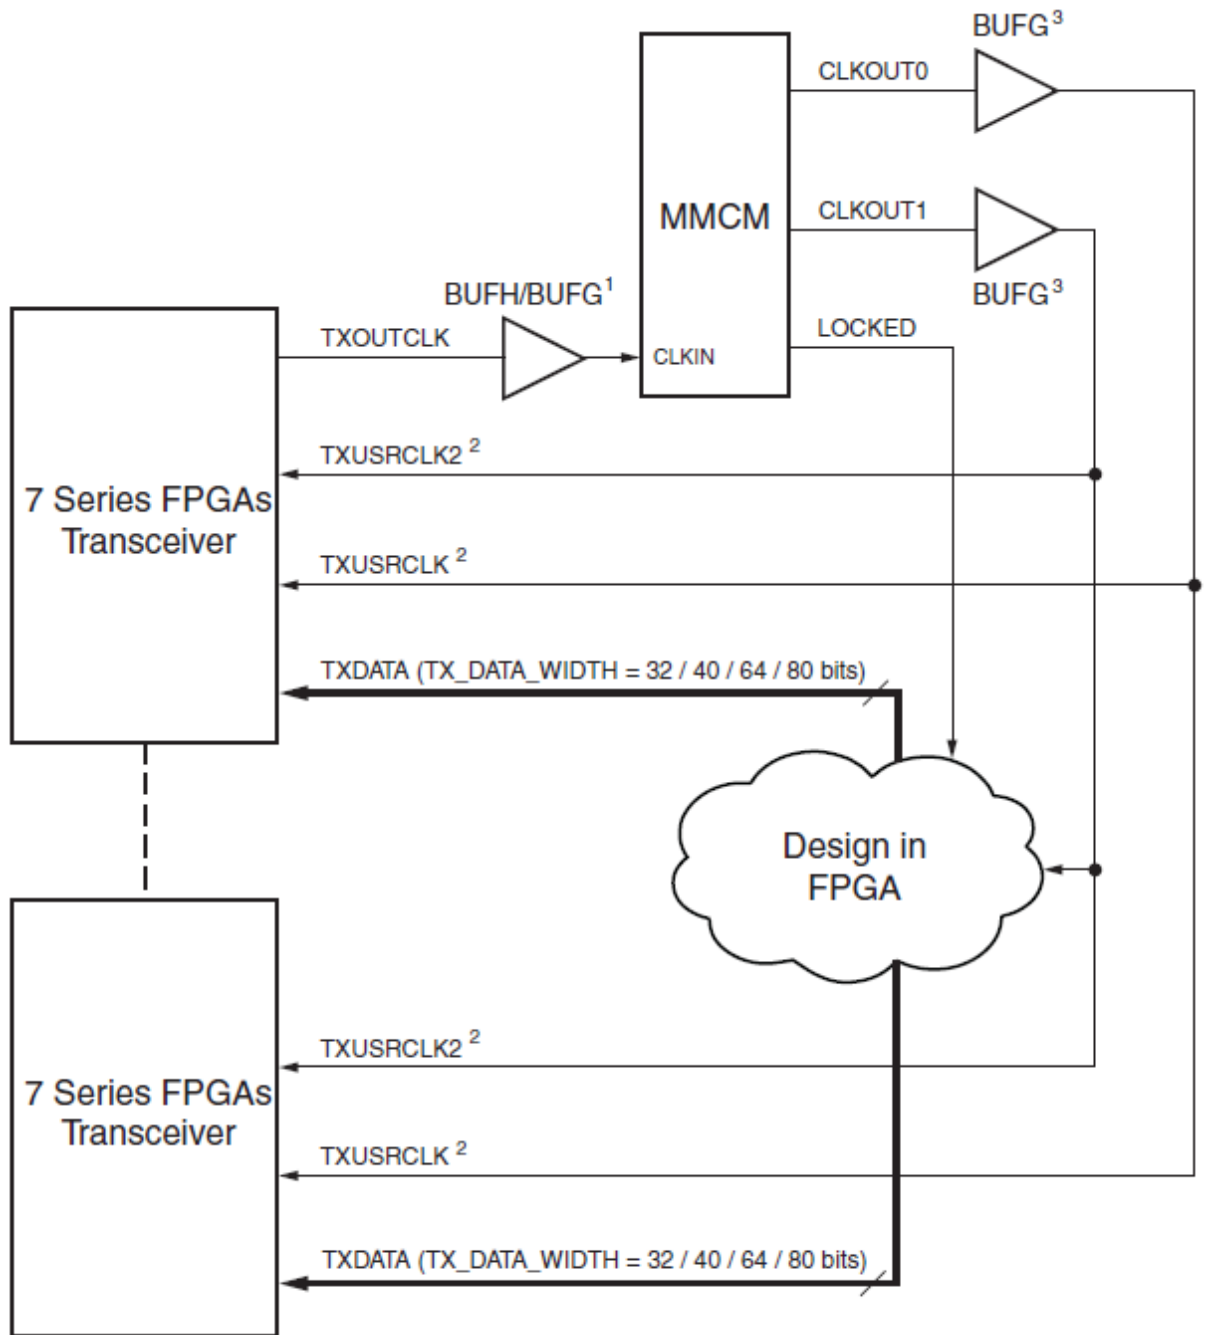 BUFG3
CLKOUT0
MMCM
CLKOUT1
BUFG3
BUFH/BUFG1
LOCKED
TXOUTCLK
CLKIN
TXUSRCLK2 2
7 Series FPGAs
Transceiver
TXUSRCLK 2
TXDATA (TX_DATA_WIDTH = 32 / 40 / 64 / 80 bits)
Design in
FPGA
TXUSRCLK2 2
7 Series FPGAs
Transceiver
TXUSRCLK 2
TXDATA (TX_DATA_WIDTH = 32 / 40 / 64 / 80 bits)